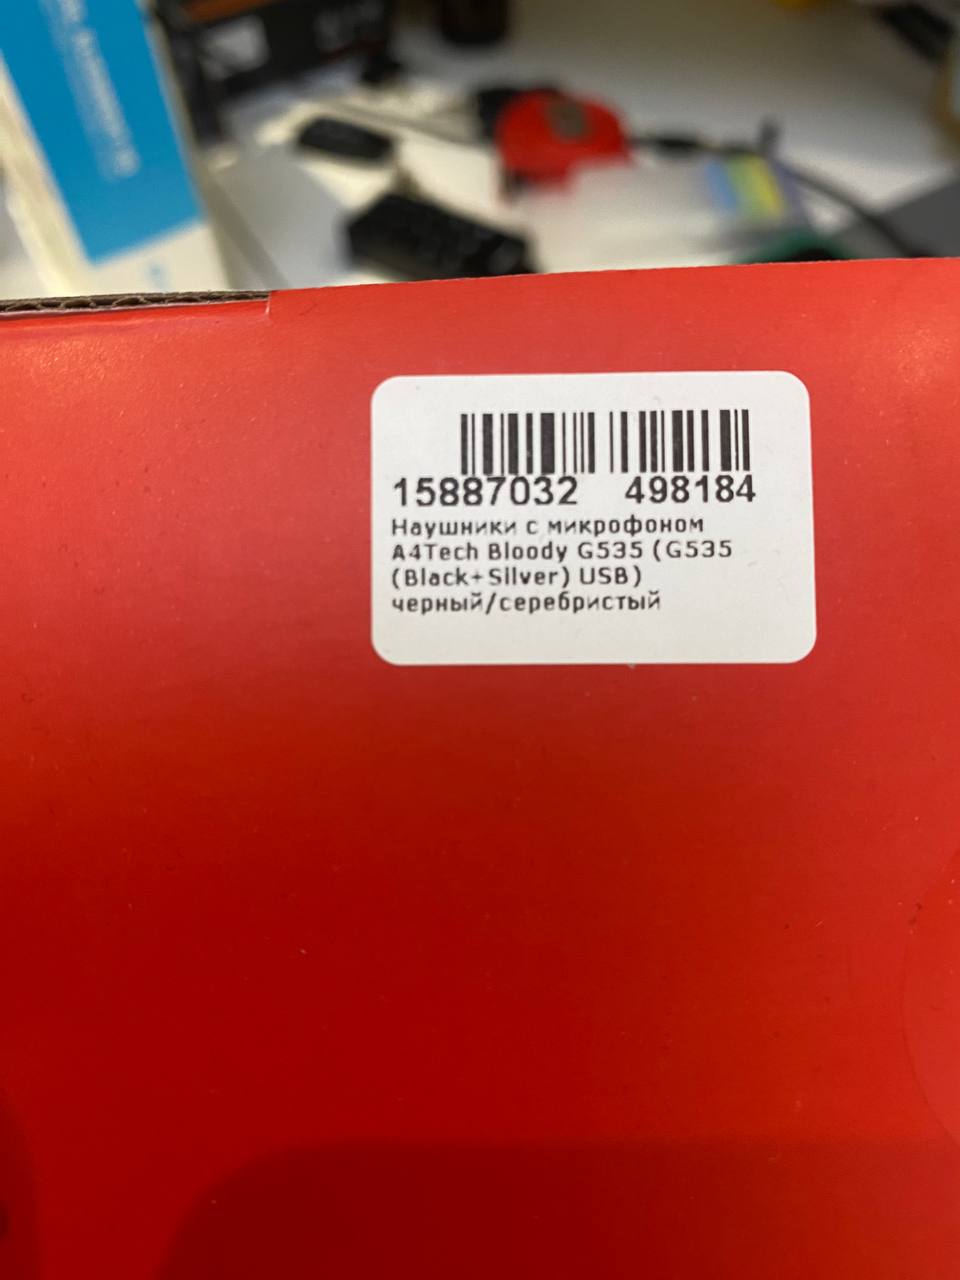 15887032 498184
Наушники с микрофоном
A4Tech Bloody G535 (G535
(Black+Silver) USB)
черный/серебристый